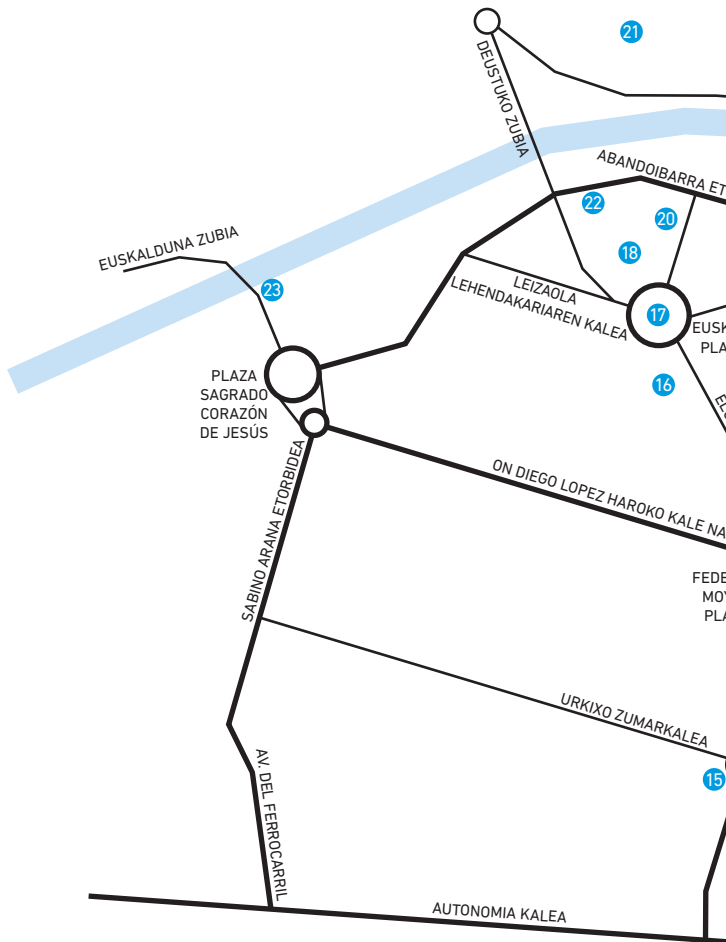 21
DEUSTUKO ZUBIA
ABANDOIBARRA ET
22
20
EUSKALDUNA ZUBIA
18
23
LEIZAOLA
LEHENDAKARIAREN KALEA
17
EUSK
PLA
PLAZA
SAGRADO
CORAZÓN
DE JESÚS
16
ELC
SABINO ARANA ETORBIDEA
ON DIEGO LOPEZ HAROKO KALE NA
FEDE
MOY
PLA
URKIXO ZUMARKALEA
15
AV. DEL FERROCARRIL
AUTONOMIA KALEA